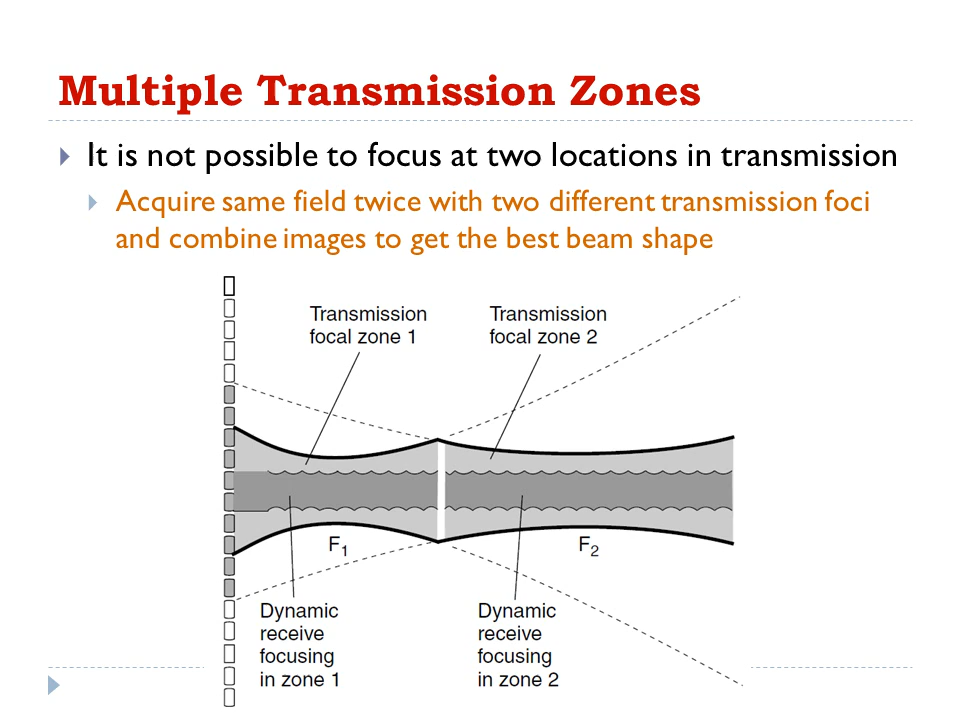 Multiple Transmission Zones
It is not possible to focus at two locations in transmission
Acquire same field twice with two different transmission foci
and combine images to get the best beam shape
Transmission
focal zone 1
Transmission
focal zone 2
F1
F2
Dynamic
receive
focusing
in zone 1
Dynamic
receive
focusing
in zone 2